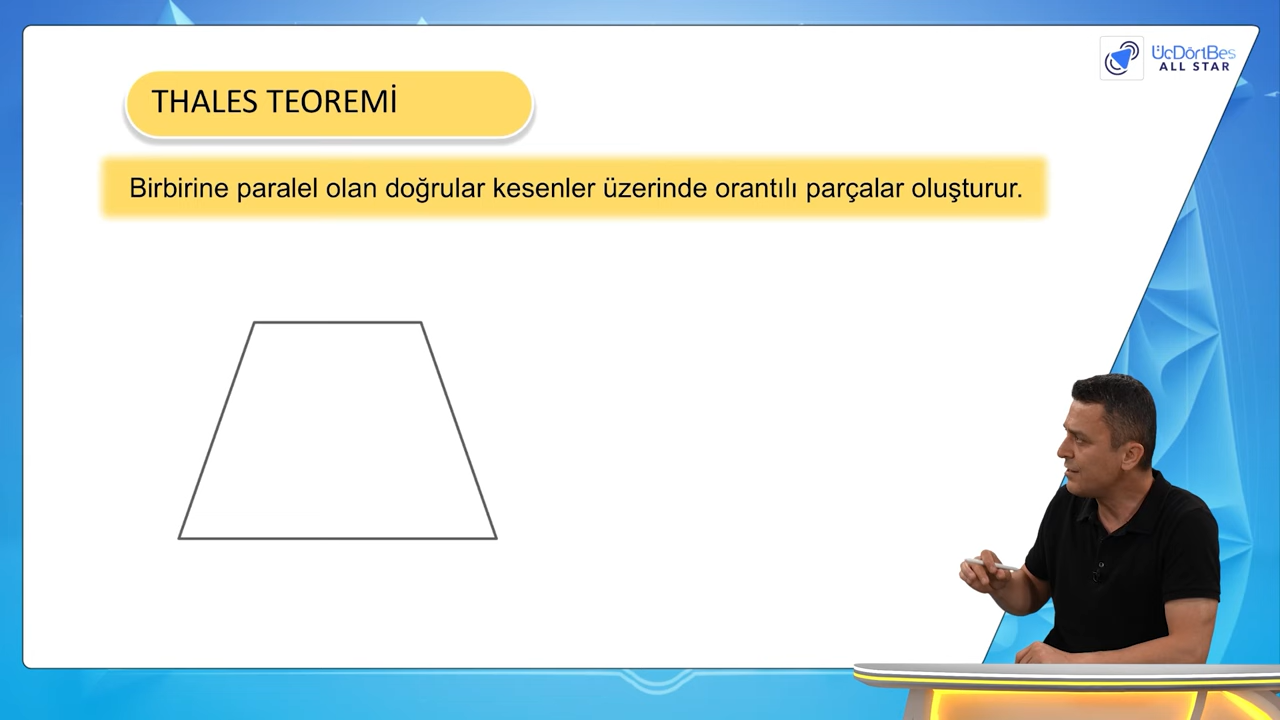 ÜçDörtBeş
ALL STAR
THALES TEOREMİ
Birbirine paralel olan doğrular kesenler üzerinde orantılı parçalar oluşturur.